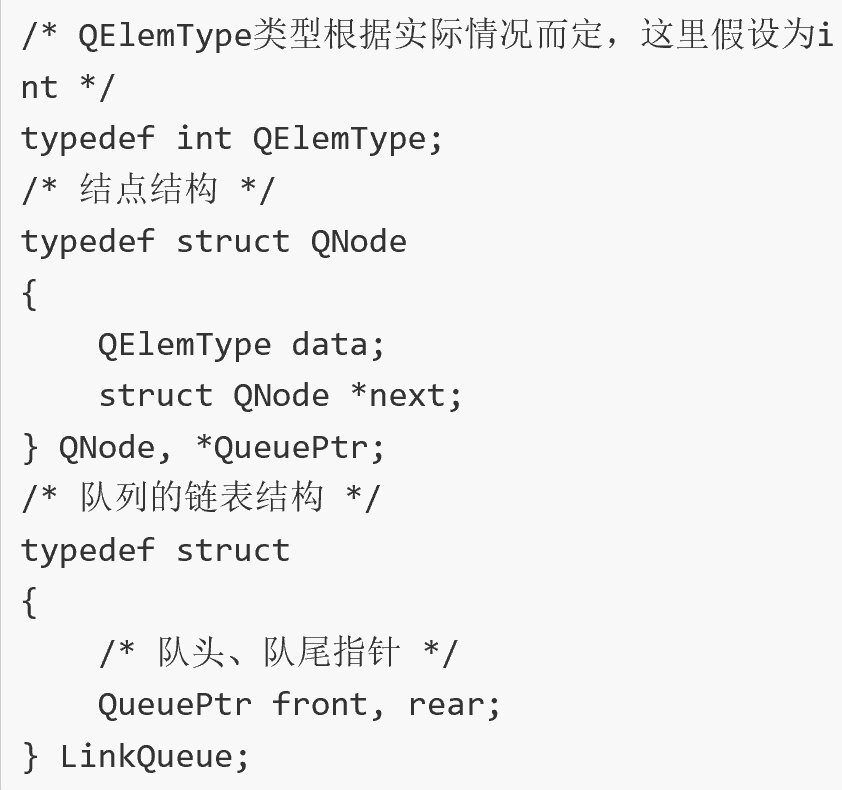 /* QElemType类型根据实际情况而定，这里假设为i
nt */
typedef int QElemType;
/* 结点结构 */
typedef struct QNode
{
    QElemType data;
    struct QNode *next;
} QNode, *QueuePtr;
/* 队列的链表结构 */
typedef struct
{
    /* 队头、队尾指针 */
    QueuePtr front, rear;
} LinkQueue;